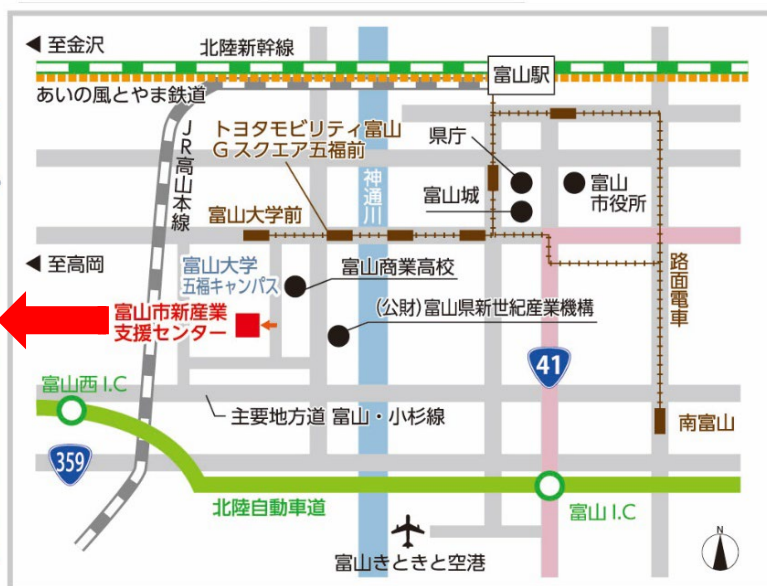 ◀ 至金沢
北陸新幹線
富山駅
あいの風とやま鉄道
JR高山本線
トヨタモビリティ富山
Gスクエア五福前
県庁
神通川
富山城
富山
市役所
富山大学前
◀ 至高岡
富山大学
五福キャンパス
富山商業高校
路面電車
富山市新産業
支援センター
(公財)富山県新世紀産業機構
41
富山西I.C
主要地方道 富山・小杉線
南富山
359
北陸自動車道
富山I.C
富山きときと空港
N